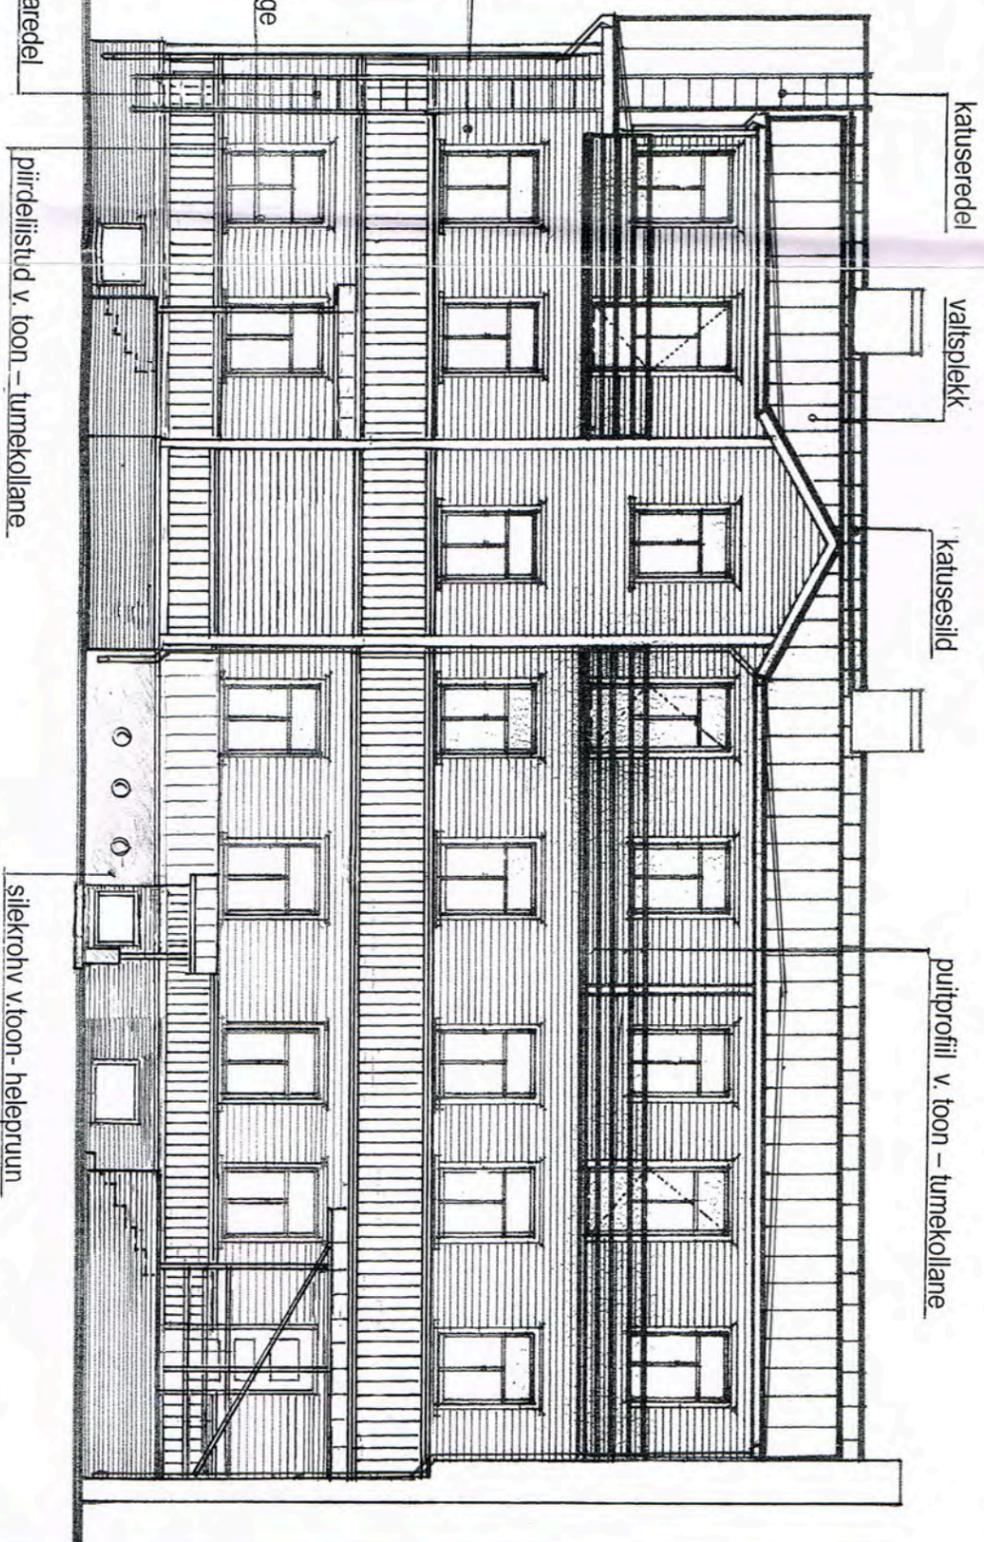 katuseredel
valtsplekk
katusesild
puitprofiil v. toon – tumekollane
piirdeliistud v. toon – tumekollane
silekrohv v.toon- helepruun